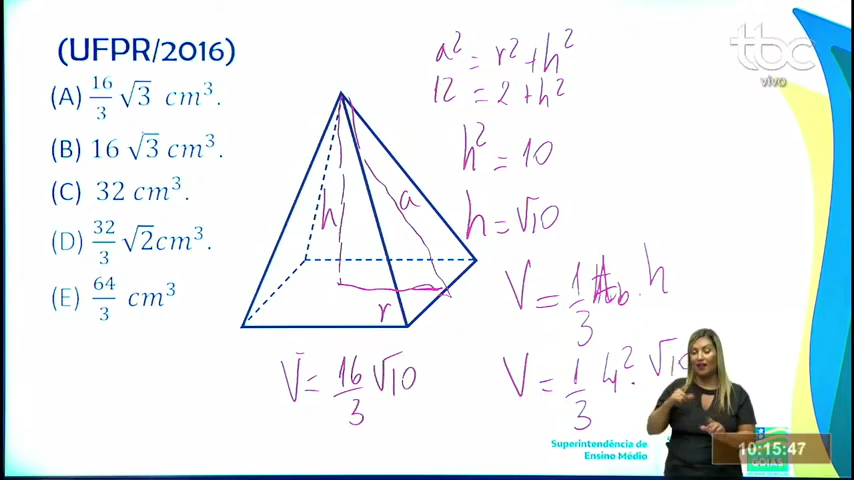 (UFPR/2016)
(A) 16/3 √3 cm³.
(B) 16 √3 cm³.
(C) 32 cm³.
(D) 32/3 √2cm³.
(E) 64/3 cm³
a² = r² + h²
12 = 2 + h²
h² = 10
h = √10
V = 1/3 Ab . h
V = 1/3 4² . √10
V = 16/3 √10
h
a
r
tbc
vivo
Superintendência de
Ensino Médio
10:15:47
GOIÁS